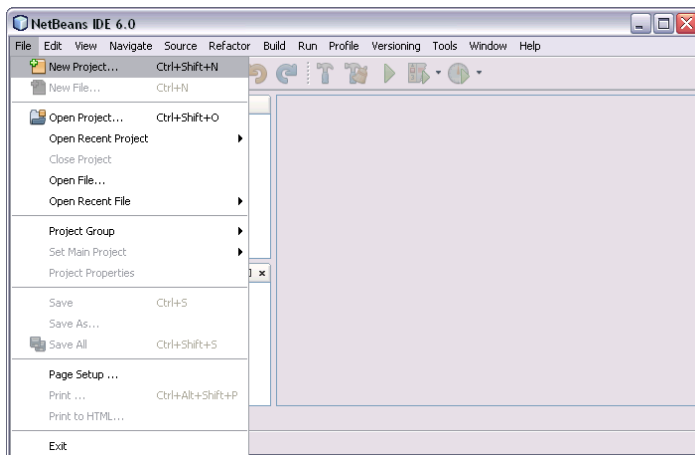 NetBeans IDE 6.0
File Edit View Navigate Source Refactor Build Run Profile Versioning Tools Window Help
New Project... Ctrl+Shift+N
New File... Ctrl+N
Open Project... Ctrl+Shift+O
Open Recent Project
Close Project
Open File...
Open Recent File
Project Group
Set Main Project
Project Properties
Save Ctrl+S
Save As...
Save All Ctrl+Shift+S
Page Setup ...
Print ... Ctrl+Alt+Shift+P
Print to HTML...
Exit